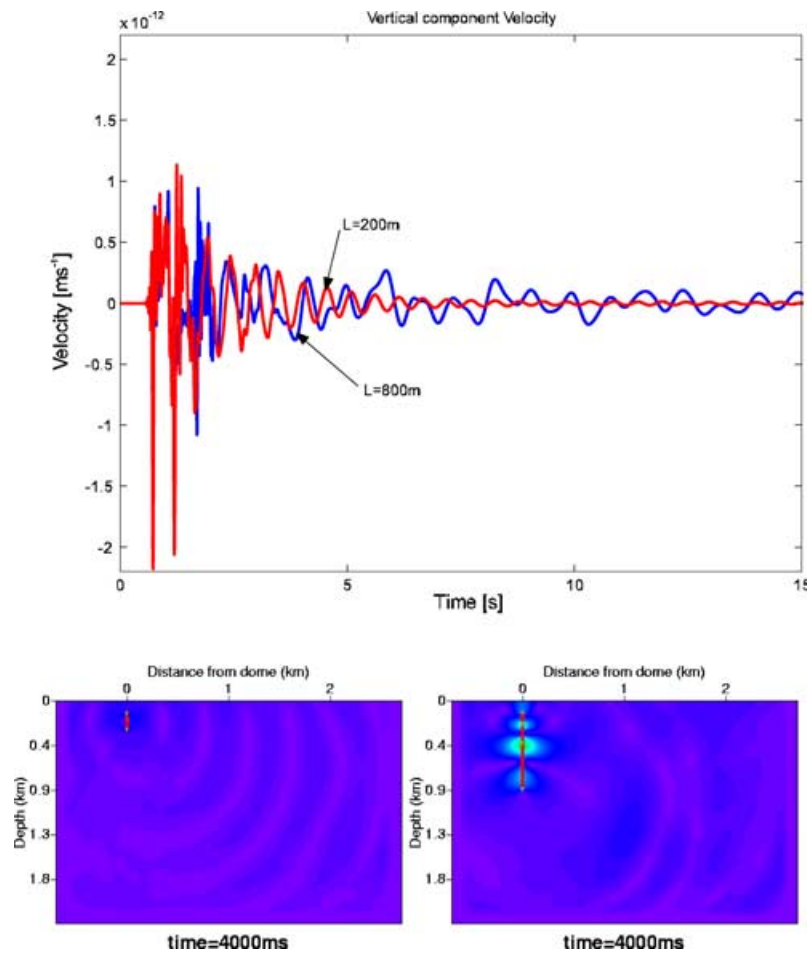 x 10⁻¹²
Vertical component Velocity
2
1.5
1
0.5
0
-0.5
-1
-1.5
-2
Velocity [ms⁻¹]
L=200m
L=800m
0 5 10 15
Time [s]
Distance from dome (km)
0 1 2
0
0.4
0.9
1.3
1.8
Depth (km)
time=4000ms
Distance from dome (km)
0 1 2
0
0.4
0.9
1.3
1.8
Depth (km)
time=4000ms